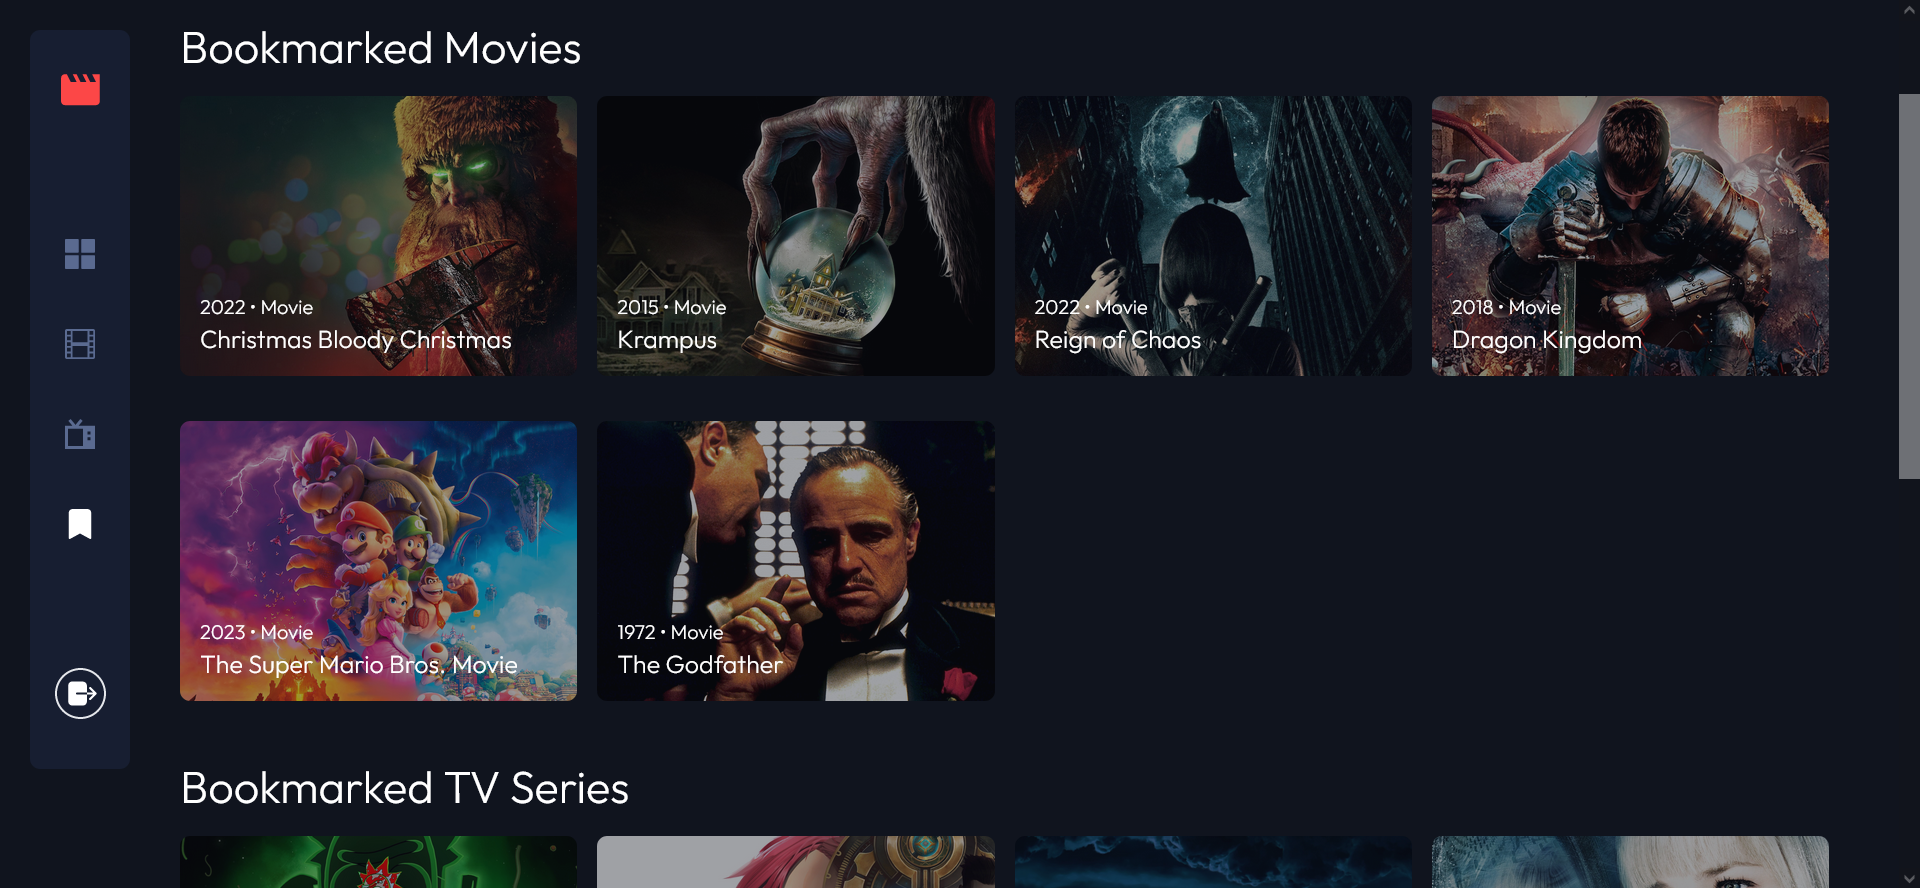 Bookmarked Movies
2022 • Movie
Christmas Bloody Christmas
2015 • Movie
Krampus
2022 • Movie
Reign of Chaos
2018 • Movie
Dragon Kingdom
2023 • Movie
The Super Mario Bros. Movie
1972 • Movie
The Godfather
Bookmarked TV Series